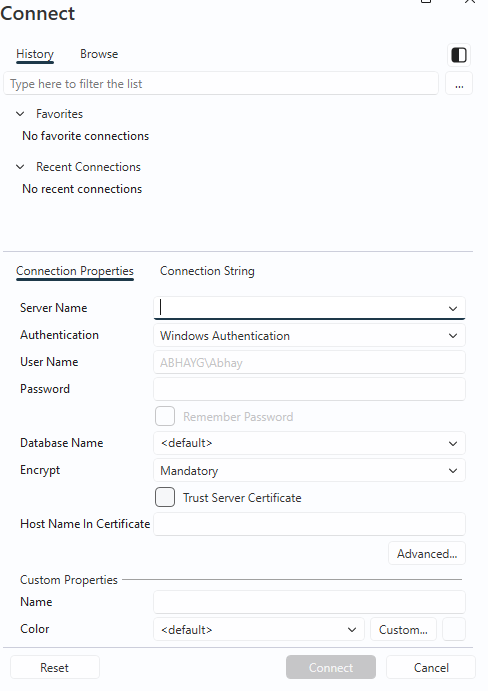 Connect
History Browse
Type here to filter the list ...
Favorites
No favorite connections
Recent Connections
No recent connections
Connection Properties Connection String
Server Name
Authentication Windows Authentication
User Name ABHAYG\Abhay
Password
Remember Password
Database Name <default>
Encrypt Mandatory
Trust Server Certificate
Host Name In Certificate
Advanced...
Custom Properties
Name
Color <default> Custom...
Reset Connect Cancel